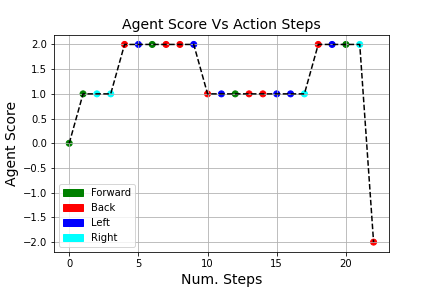 Agent Score Vs Action Steps
Agent Score
2.0
1.5
1.0
0.5
0.0
−0.5
−1.0
−1.5
−2.0
Forward
Back
Left
Right
0 5 10 15 20
Num. Steps